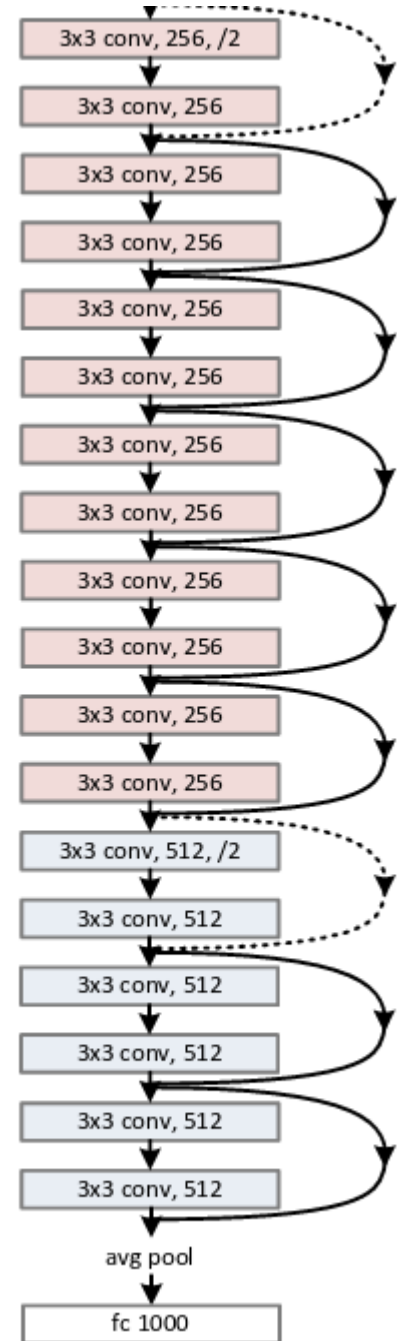 3x3 conv, 256, /2
3x3 conv, 256
3x3 conv, 256
3x3 conv, 256
3x3 conv, 256
3x3 conv, 256
3x3 conv, 256
3x3 conv, 256
3x3 conv, 256
3x3 conv, 256
3x3 conv, 256
3x3 conv, 256
3x3 conv, 512, /2
3x3 conv, 512
3x3 conv, 512
3x3 conv, 512
3x3 conv, 512
3x3 conv, 512
avg pool
fc 1000